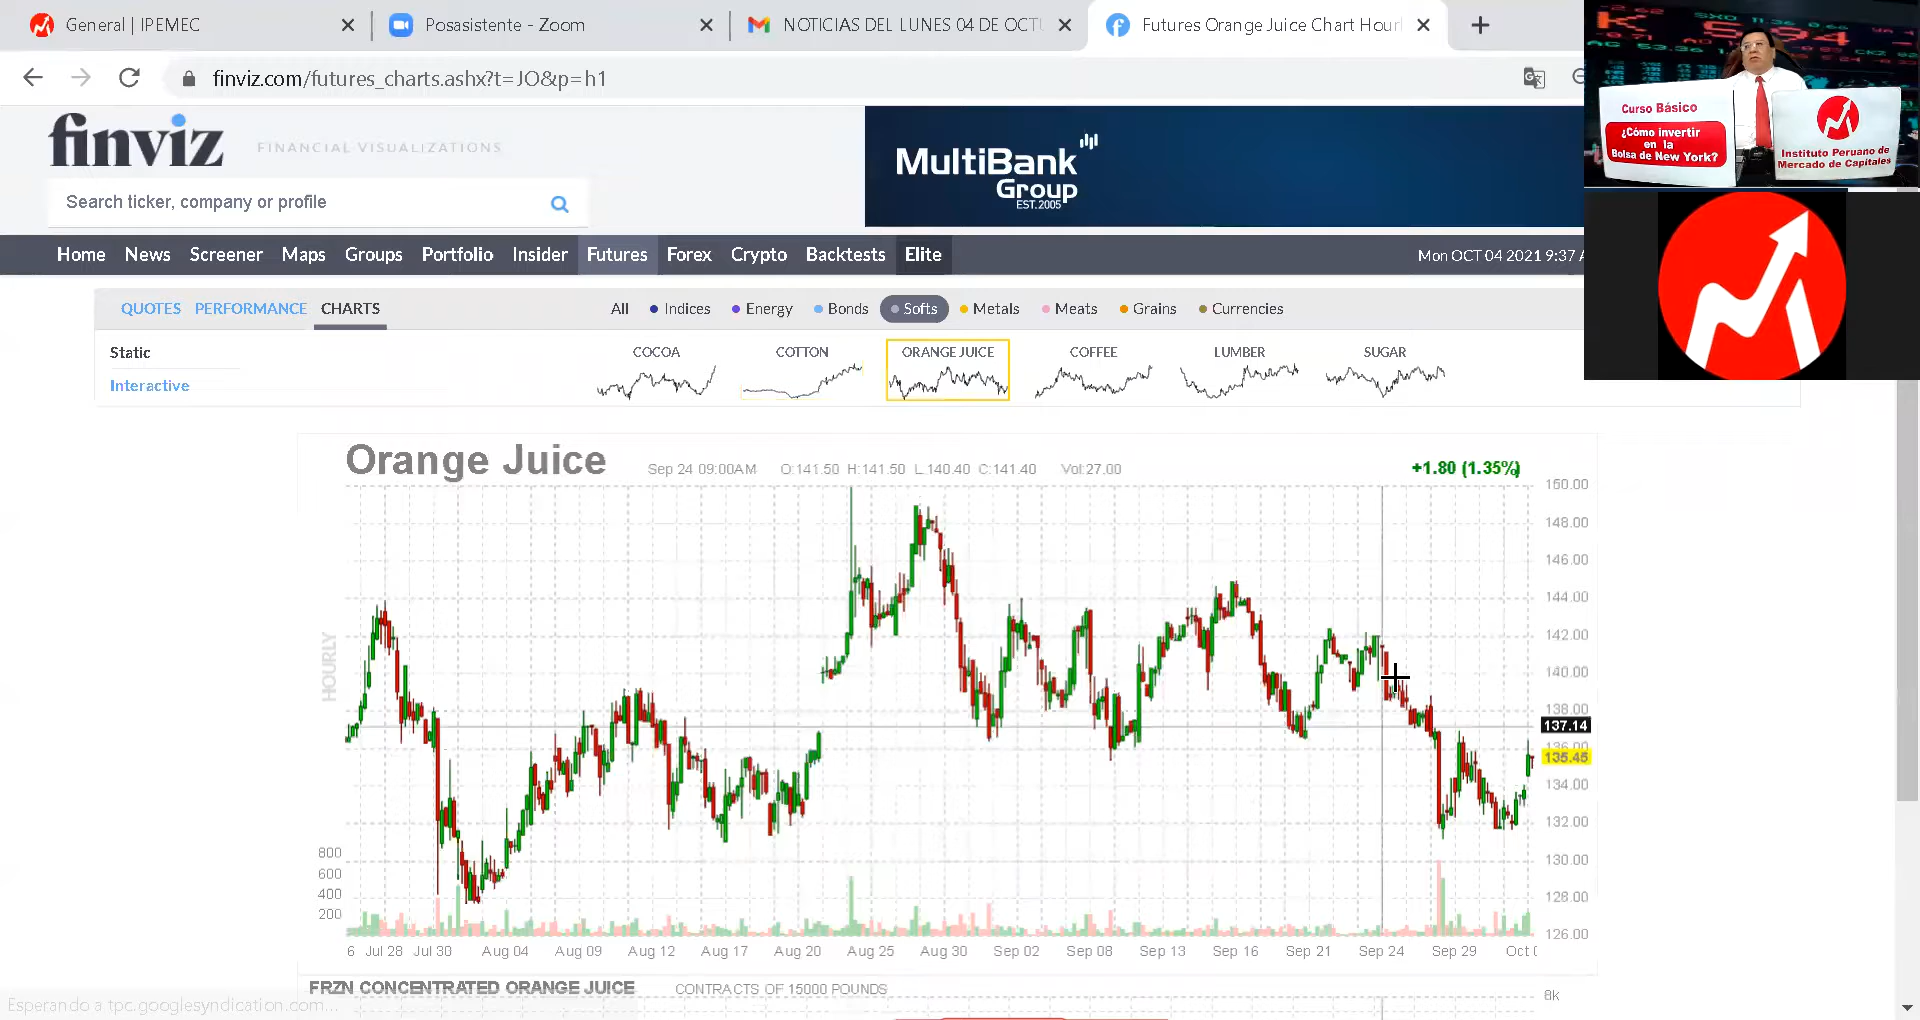 General | IPEMEC
Posasistente - Zoom
NOTICIAS DEL LUNES 04 DE OCTU
Futures Orange Juice Chart Hourl
finviz.com/futures_charts.ashx?t=JO&p=h1
finviz
FINANCIAL VISUALIZATIONS
MultiBank
Group
EST.2005
Search ticker, company or profile
Home News Screener Maps Groups Portfolio Insider Futures Forex Crypto Backtests Elite
Mon OCT 04 2021 9:37 A
QUOTES PERFORMANCE CHARTS
All Indices Energy Bonds Softs Metals Meats Grains Currencies
Static
Interactive
COCOA COTTON ORANGE JUICE COFFEE LUMBER SUGAR
Curso Básico
¿Cómo invertir
en la
Bolsa de New York?
Instituto Peruano de
Mercado de Capitales
Orange Juice
Sep 24 09:00AM O:141.50 H:141.50 L:140.40 C:141.40 Vol:27.00
+1.80 (1.35%)
HOURLY
150.00
148.00
146.00
144.00
142.00
140.00
138.00
137.14
136.00
135.45
134.00
132.00
130.00
128.00
126.00
800
600
400
200
6 Jul 28 Jul 30 Aug 04 Aug 09 Aug 12 Aug 17 Aug 20 Aug 25 Aug 30 Sep 02 Sep 08 Sep 13 Sep 16 Sep 21 Sep 24 Sep 29 Oct 0
FRZN CONCENTRATED ORANGE JUICE CONTRACTS OF 15000 POUNDS
8k
Esperando a tpc.googlesyndication.com...